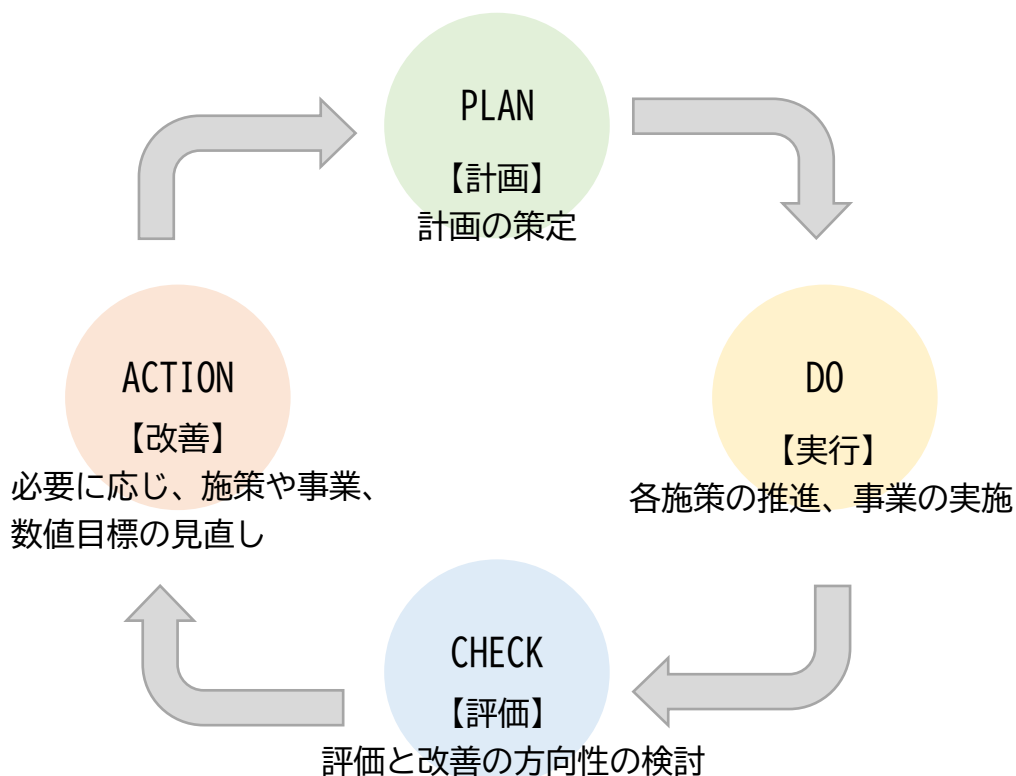 PLAN
【計画】
計画の策定
DO
【実行】
各施策の推進、事業の実施
CHECK
【評価】
評価と改善の方向性の検討
ACTION
【改善】
必要に応じ、施策や事業、
数値目標の見直し